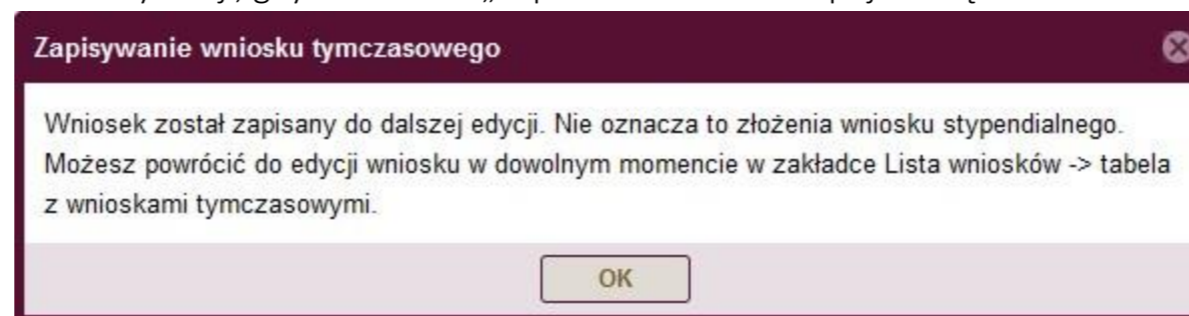 Zapisywanie wniosku tymczasowego
Wniosek został zapisany do dalszej edycji. Nie oznacza to złożenia wniosku stypendialnego.
Możesz powrócić do edycji wniosku w dowolnym momencie w zakładce Lista wniosków -> tabela
z wnioskami tymczasowymi.
OK